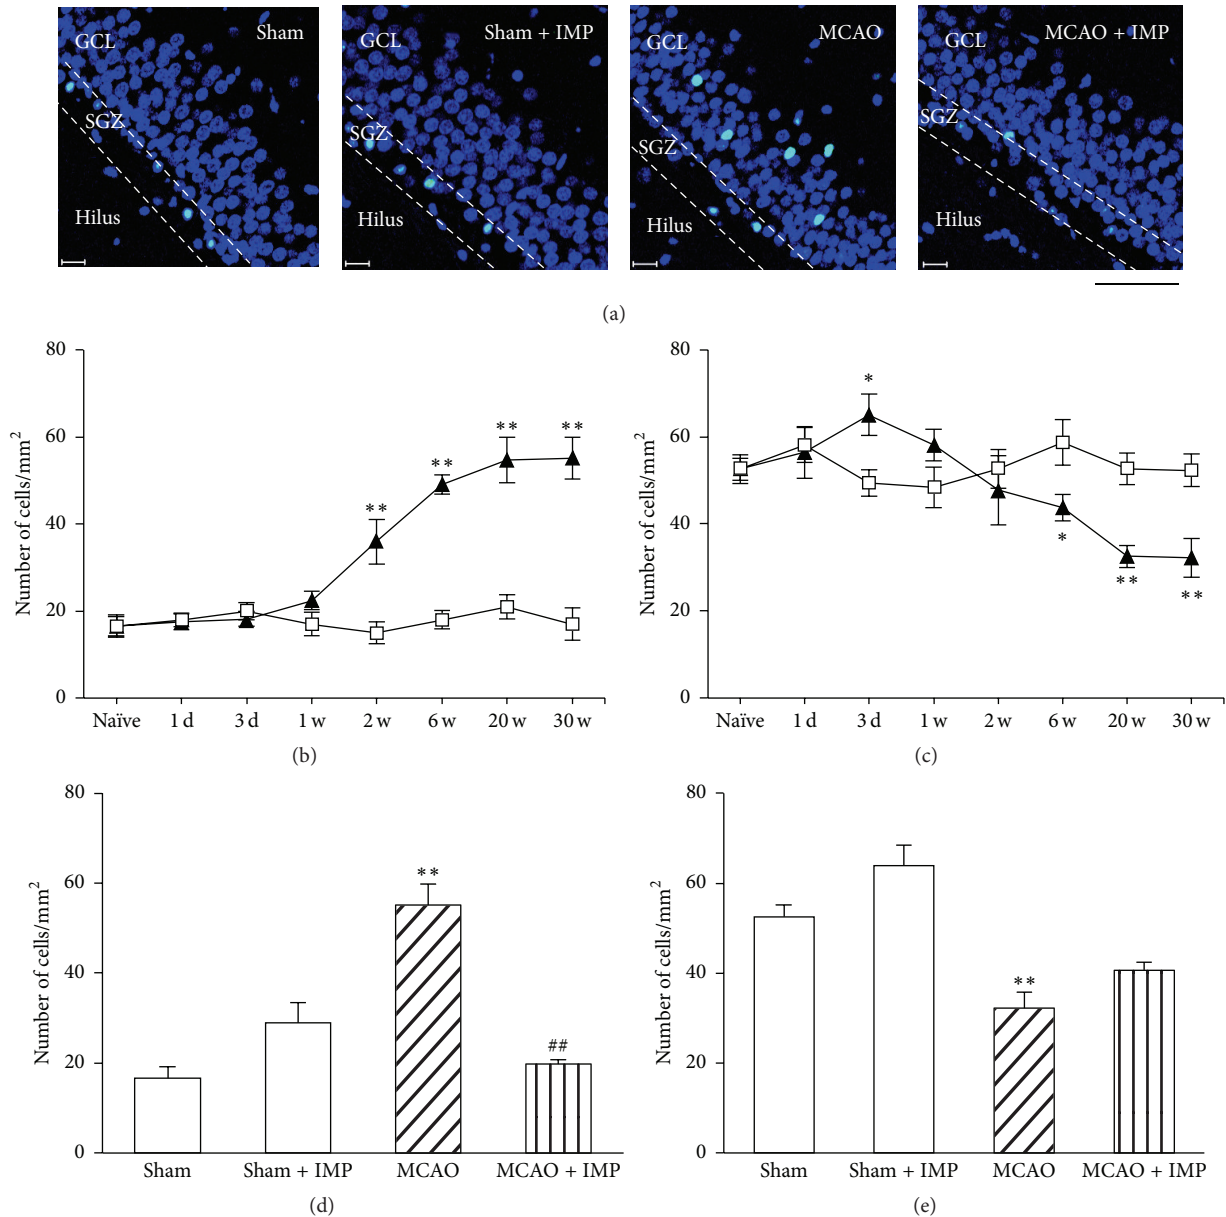 Sham
GCL
SGZ
Hilus
Sham + IMP
GCL
SGZ
Hilus
MCAO
GCL
SGZ
Hilus
MCAO + IMP
GCL
SGZ
Hilus
(a)
Number of cells/mm²
80
60
40
20
0
** ** ** **
Naïve 1 d 3 d 1 w 2 w 6 w 20 w 30 w
(b)
Number of cells/mm²
80
60
40
20
0
* * ** **
Naïve 1 d 3 d 1 w 2 w 6 w 20 w 30 w
(c)
Number of cells/mm²
80
60
40
20
0
** ##
Sham Sham + IMP MCAO MCAO + IMP
(d)
Number of cells/mm²
80
60
40
20
0
**
Sham Sham + IMP MCAO MCAO + IMP
(e)